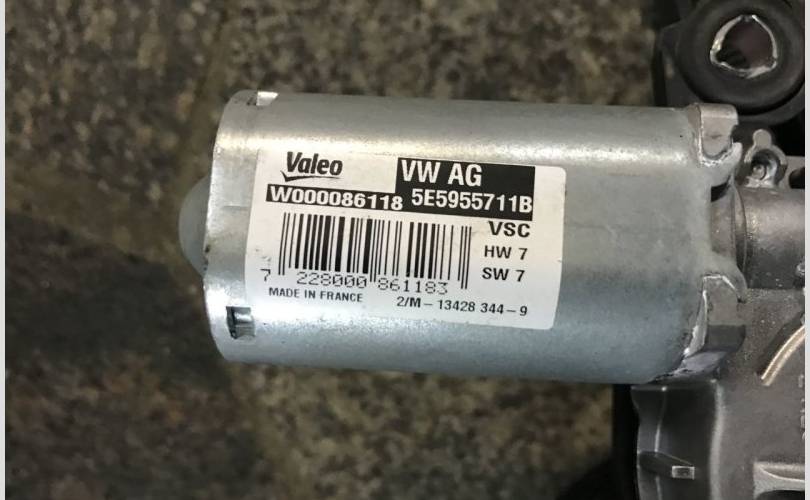 Valeo VW AG
W000086118 5E5955711B
VSC
HW 7
SW 7
7 228000 861183
MADE IN FRANCE 2/M-13428 344-9